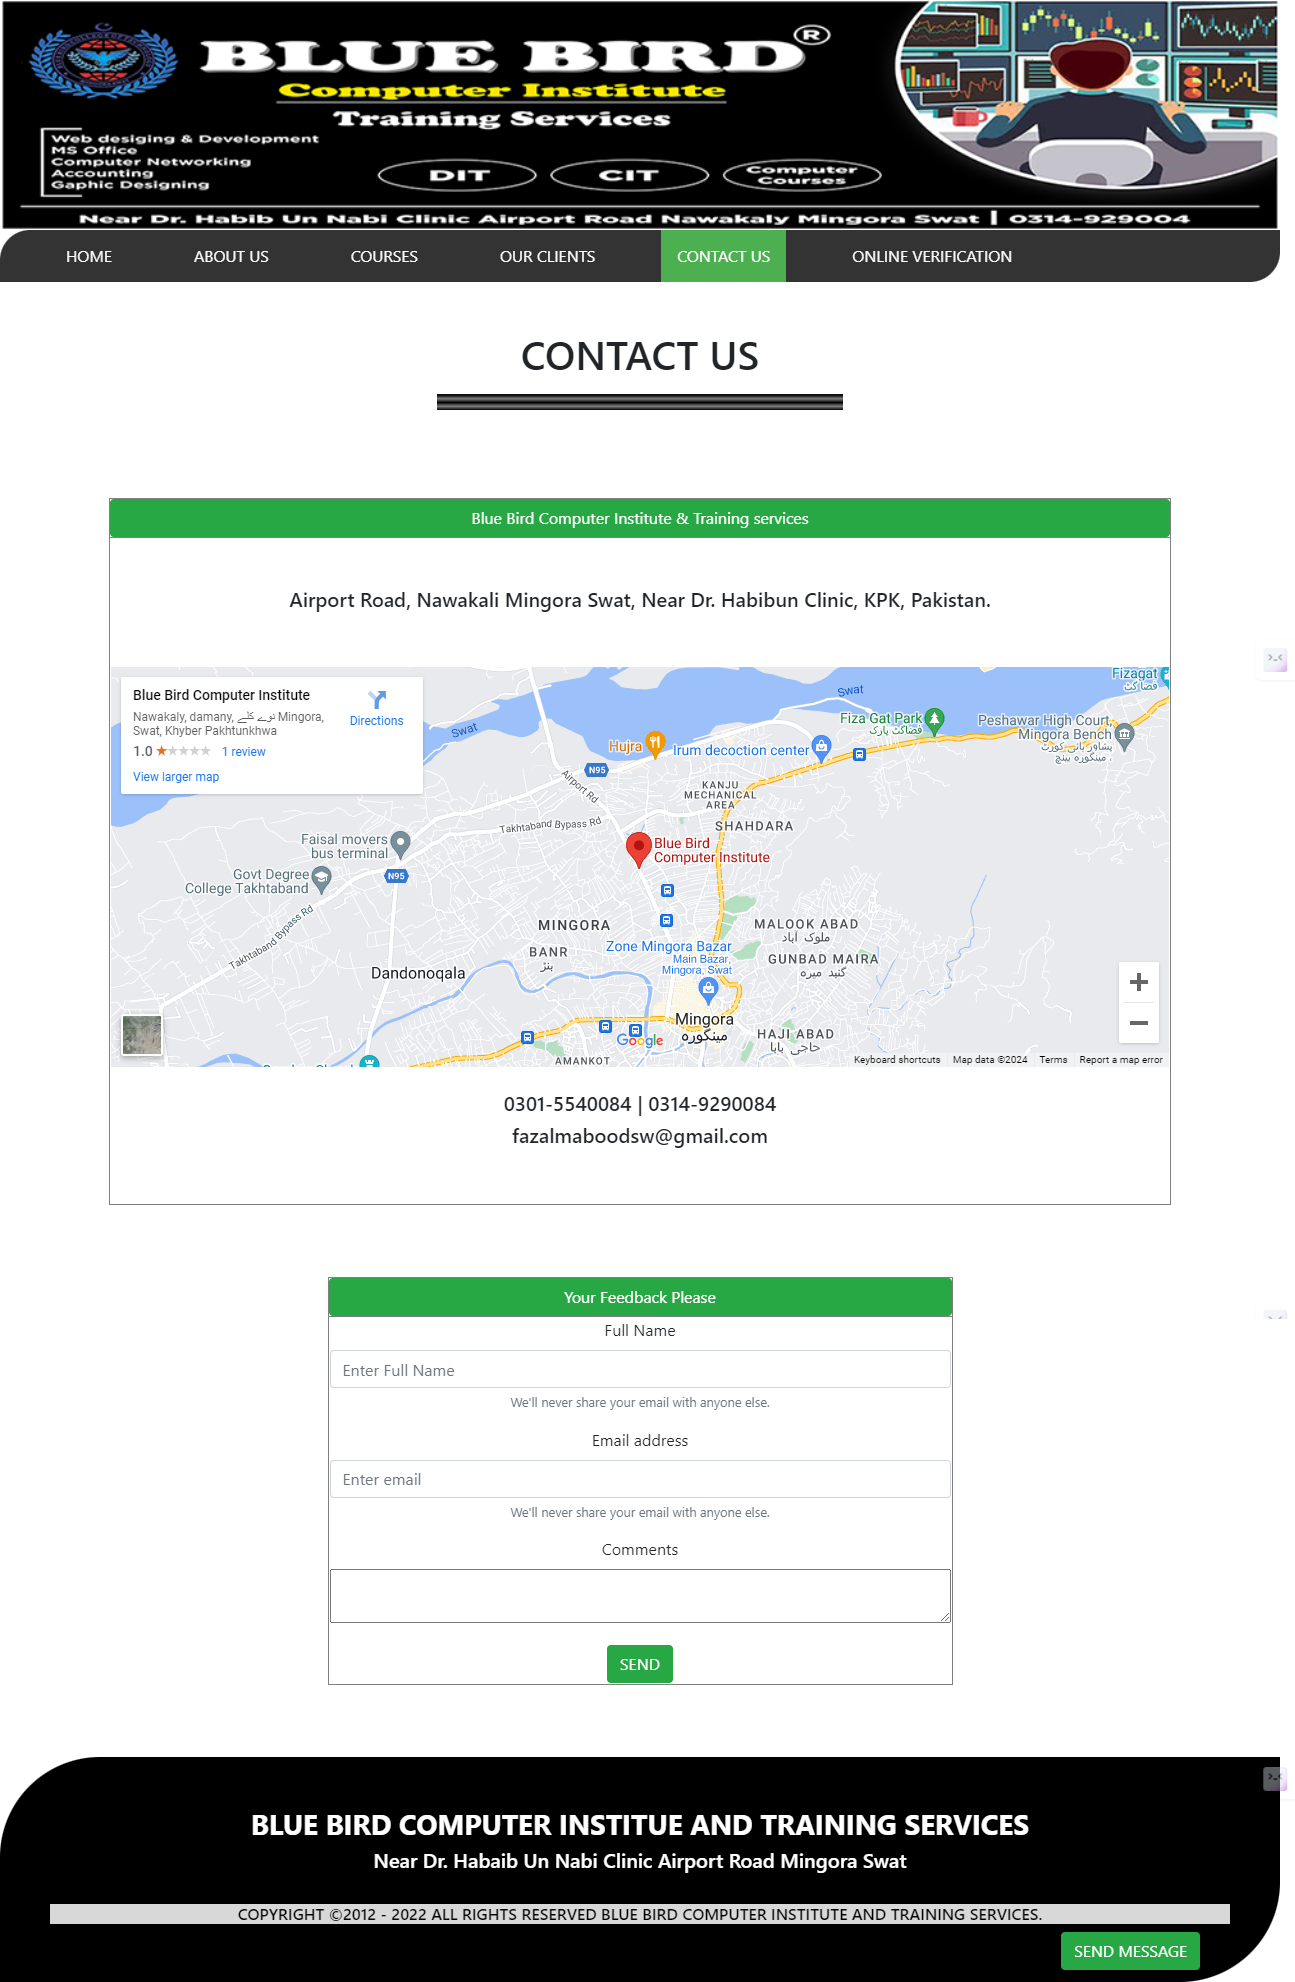 BLUE BIRD®
Computer Institute
Training Services
Web desiging & Development
MS Office
Computer Networking
Accounting
Gaphic Designing
DIT
CIT
Computer
Courses
Near Dr. Habib Un Nabi Clinic Airport Road Nawakaly Mingora Swat | 0314-929004
HOME ABOUT US COURSES OUR CLIENTS CONTACT US ONLINE VERIFICATION
CONTACT US
Blue Bird Computer Institute & Training services
Airport Road, Nawakali Mingora Swat, Near Dr. Habibun Clinic, KPK, Pakistan.
Blue Bird Computer Institute
Nawakaly, damany, نوے کلے Mingora,
Swat, Khyber Pakhtunkhwa
1.0 1 review
View larger map
Directions
Swat
Swat
Fizagat
فضا گٹ
Fiza Gat Park
فضاگٹ پارک
Peshawar High Court,
Mingora Bench
پشاور ہائی کورٹ
، مینگورہ بینچ
Hujra
Irum decoction center
N95
Airport Rd
KANJU
MECHANICAL
AREA
Takhtaband Bypass Rd
SHAHDARA
Faisal movers
bus terminal
Blue Bird
Computer Institute
Govt Degree
College Takhtaband
N95
Takhtaband Bypass Rd
MINGORA
MALOOK ABAD
ملوک آباد
BANR
بنڑ
Zone Mingora Bazar
Main Bazar,
Mingora, Swat
GUNBAD MAIRA
گنبد میرہ
Dandonoqala
Mingora
مینگورہ
HAJI ABAD
حاجی بابا
Google
AMANKOT
Keyboard shortcuts Map data ©2024 Terms Report a map error
0301-5540084 | 0314-9290084
fazalmaboodsw@gmail.com
Your Feedback Please
Full Name
Enter Full Name
We'll never share your email with anyone else.
Email address
Enter email
We'll never share your email with anyone else.
Comments
SEND
BLUE BIRD COMPUTER INSTITUE AND TRAINING SERVICES
Near Dr. Habaib Un Nabi Clinic Airport Road Mingora Swat
COPYRIGHT ©2012 - 2022 ALL RIGHTS RESERVED BLUE BIRD COMPUTER INSTITUTE AND TRAINING SERVICES.
SEND MESSAGE